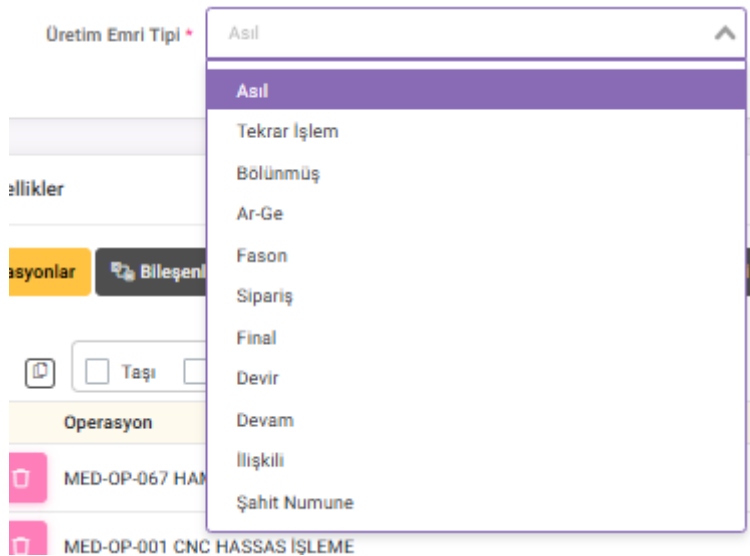 Üretim Emri Tipi * Asıl
Asıl
Tekrar İşlem
Bölünmüş
Ar-Ge
Fason
Sipariş
Final
Devir
Devam
İlişkili
Şahit Numune
ellikler
asyonlar Bileşenl
Taşı
Operasyon
MED-OP-067 HAM
MED-OP-001 CNC HASSAS İŞLEME